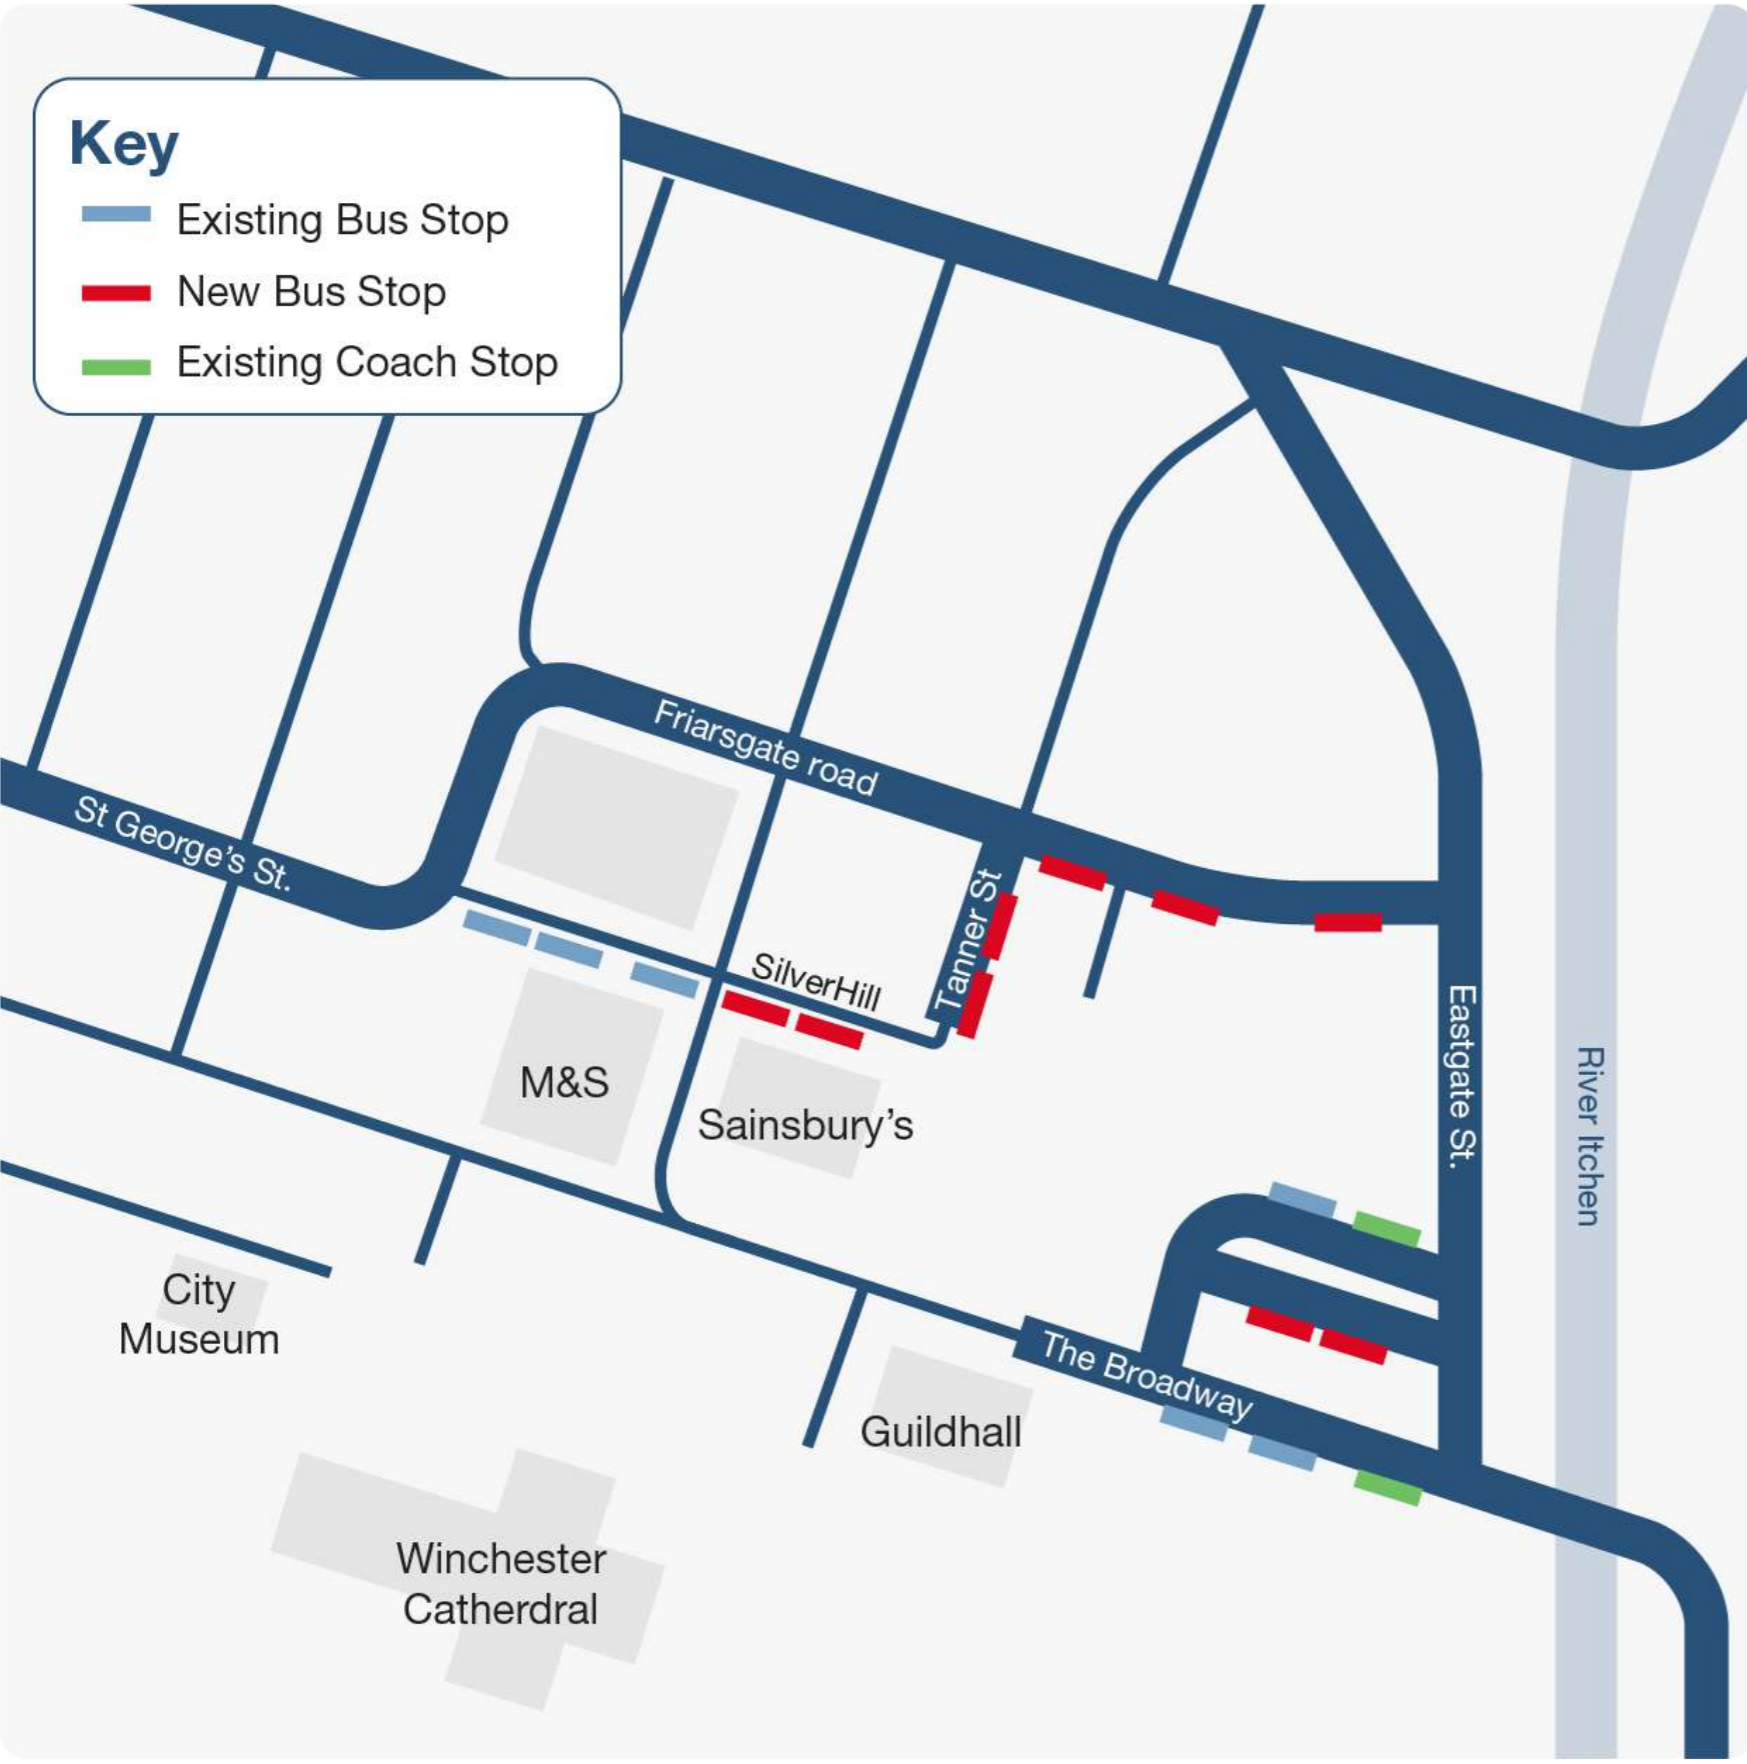 Key
Existing Bus Stop
New Bus Stop
Existing Coach Stop
Friarsgate road
St George's St.
Tanner St
SilverHill
Eastgate St.
River Itchen
M&S
Sainsbury's
City
Museum
The Broadway
Guildhall
Winchester
Catherdral